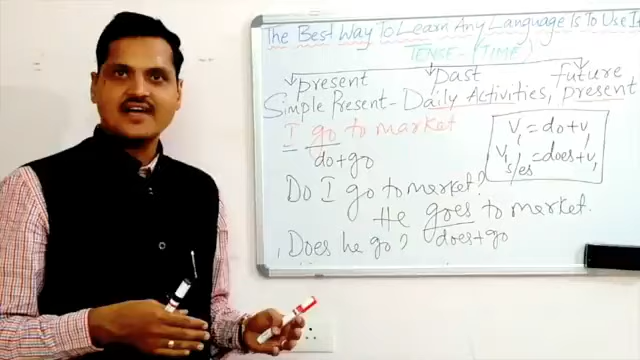 The Best Way To Learn Any Language Is To Use It
TENSE - (TIME)
present Past future
Simple Present - Daily Activities, present
I go to market
do+go
V₁ = do+V₁
V₁ s/es = does+V₁
Do I go to market?
He goes to market.
does+go
Does he go?